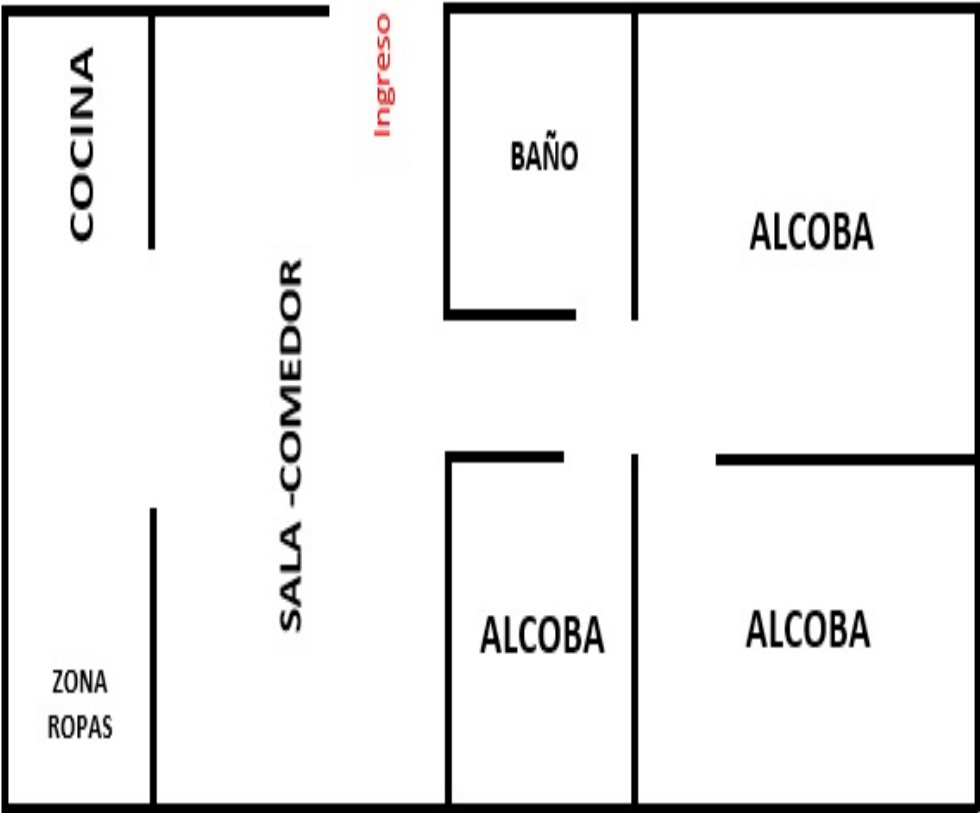 COCINA
Ingreso
BAÑO
ALCOBA
SALA -COMEDOR
ALCOBA
ALCOBA
ZONA
ROPAS